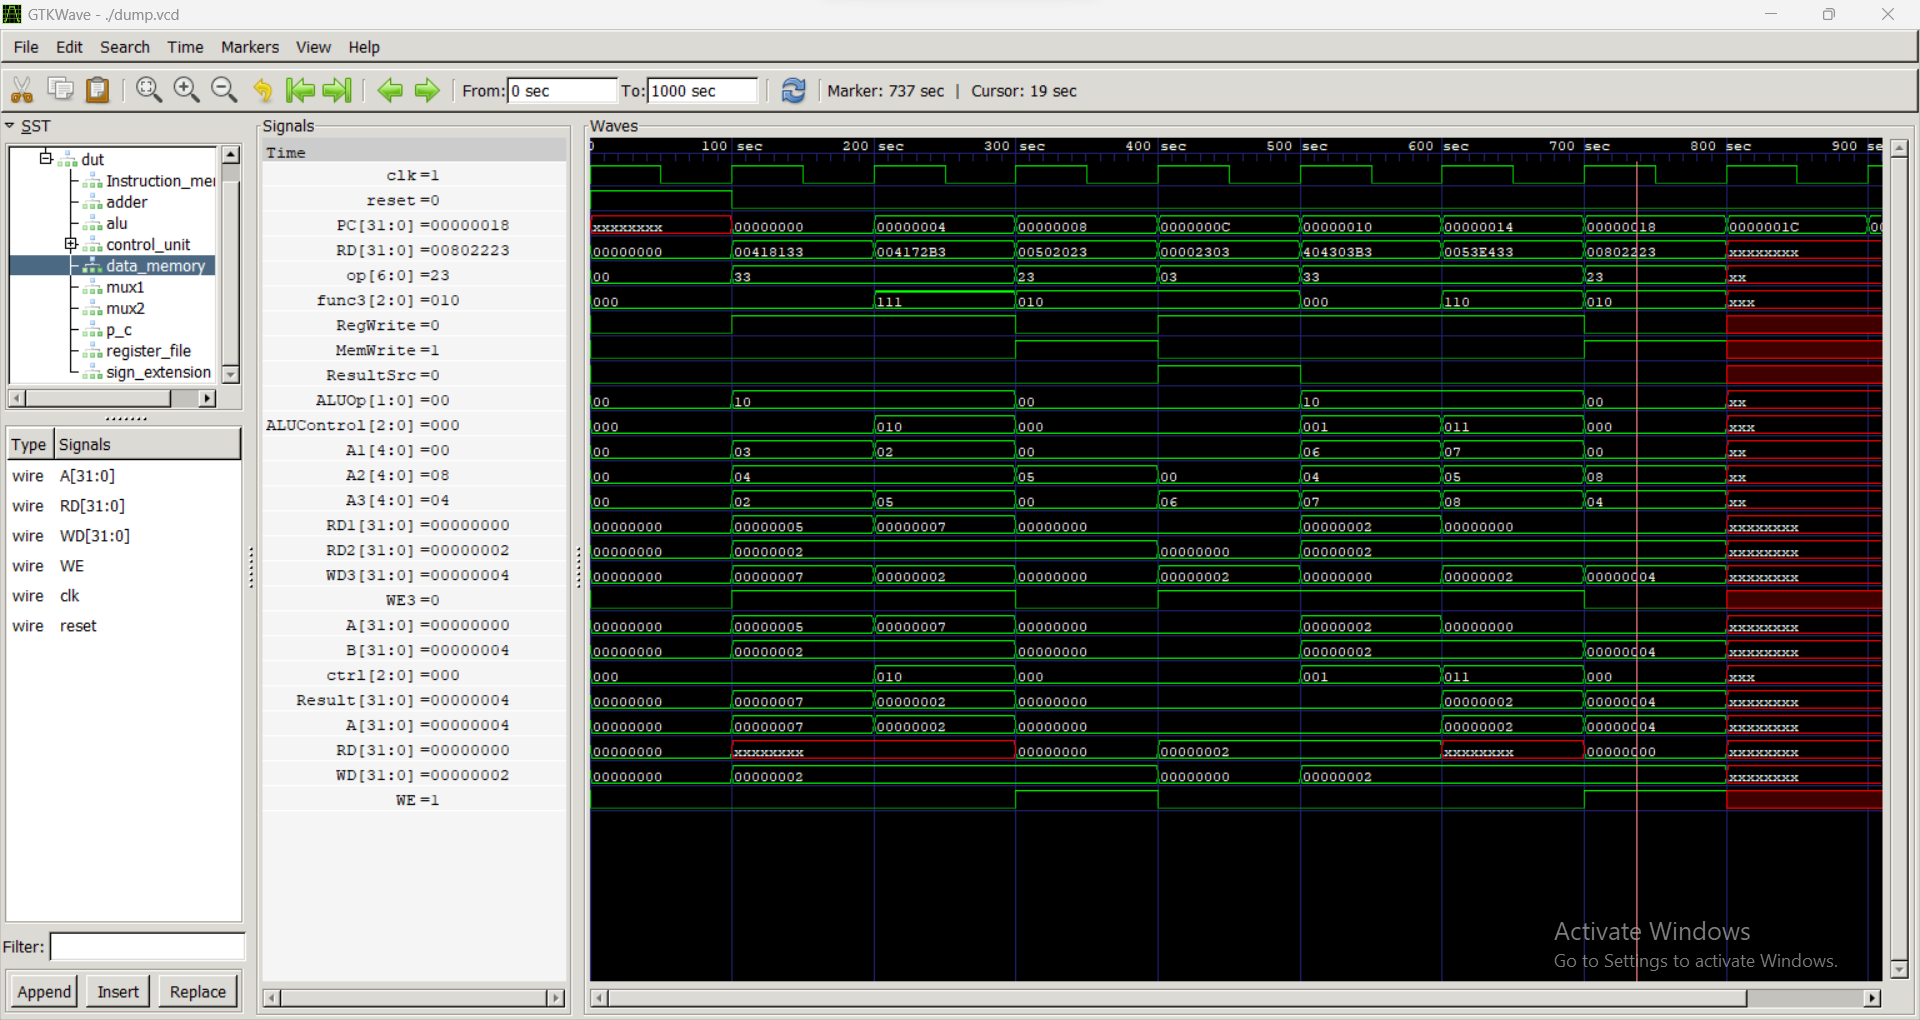 GTKWave - ./dump.vcd
File Edit Search Time Markers View Help
From: 0 sec To: 1000 sec Marker: 737 sec | Cursor: 19 sec
SST
dut
Instruction_mer
adder
alu
control_unit
data_memory
mux1
mux2
p_c
register_file
sign_extension
Type Signals
wire A[31:0]
wire RD[31:0]
wire WD[31:0]
wire WE
wire clk
wire reset
Filter:
Append Insert Replace
Signals
Time
clk=1
reset=0
PC[31:0]=00000018
RD[31:0]=00802223
op[6:0]=23
func3[2:0]=010
RegWrite=0
MemWrite=1
ResultSrc=0
ALUOp[1:0]=00
ALUControl[2:0]=000
A1[4:0]=00
A2[4:0]=08
A3[4:0]=04
RD1[31:0]=00000000
RD2[31:0]=00000002
WD3[31:0]=00000004
WE3=0
A[31:0]=00000000
B[31:0]=00000004
ctrl[2:0]=000
Result[31:0]=00000004
A[31:0]=00000004
RD[31:0]=00000000
WD[31:0]=00000002
WE=1
Waves
0 100 sec 200 sec 300 sec 400 sec 500 sec 600 sec 700 sec 800 sec 900 se
xxxxxxxx 00000000 00000004 00000008 0000000C 00000010 00000014 00000018 0000001C 00
00000000 00418133 004172B3 00502023 00002303 404303B3 0053E433 00802223 xxxxxxxx
00 33 23 03 33 23 xx
000 111 010 000 110 010 xxx
00 10 00 10 00 xx
000 010 000 001 011 000 xxx
00 03 02 00 06 07 00 xx
00 04 05 00 04 05 08 xx
00 02 05 00 06 07 08 04 xx
00000000 00000005 00000007 00000000 00000002 00000000 xxxxxxxx
00000000 00000002 00000000 00000002 xxxxxxxx
00000000 00000007 00000002 00000000 00000002 00000000 00000002 00000004 xxxxxxxx
00000000 00000005 00000007 00000000 00000002 00000000 xxxxxxxx
00000000 00000002 00000000 00000002 00000004 xxxxxxxx
000 010 000 001 011 000 xxx
00000000 00000007 00000002 00000000 00000002 00000004 xxxxxxxx
00000000 00000007 00000002 00000000 00000002 00000004 xxxxxxxx
00000000 xxxxxxxx 00000000 00000002 xxxxxxxx 00000000 xxxxxxxx
00000000 00000002 00000000 00000002 xxxxxxxx
Activate Windows
Go to Settings to activate Windows.